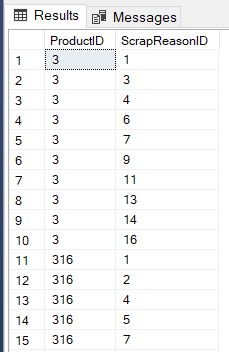 Results Messages
ProductID ScrapReasonID
1 3 1
2 3 3
3 3 4
4 3 6
5 3 7
6 3 9
7 3 11
8 3 13
9 3 14
10 3 16
11 316 1
12 316 2
13 316 4
14 316 5
15 316 7